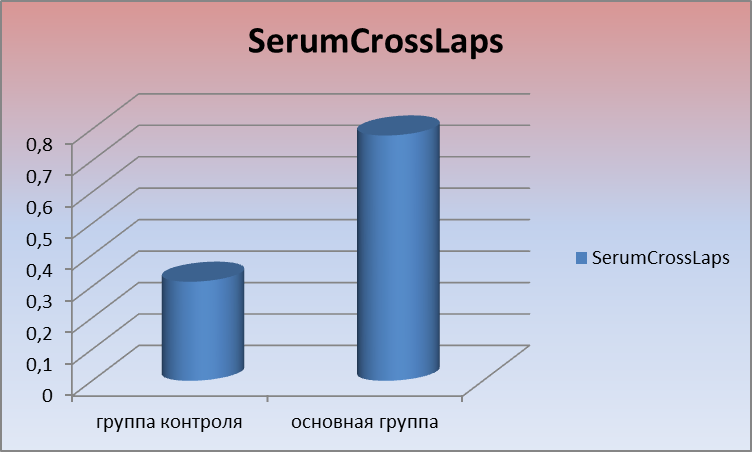 SerumCrossLaps
0,8
0,7
0,6
0,5
0,4
0,3
0,2
0,1
0
SerumCrossLaps
группа контроля
основная группа